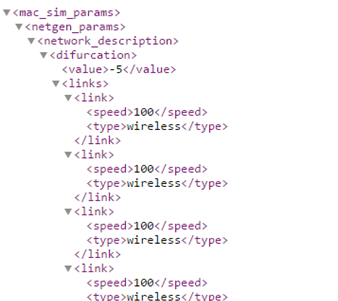 <mac_sim_params>
<netgen_params>
<network_description>
<difurcation>
<value>-5</value>
<links>
<link>
<speed>100</speed>
<type>wireless</type>
</link>
<link>
<speed>100</speed>
<type>wireless</type>
</link>
<link>
<speed>100</speed>
<type>wireless</type>
</link>
<link>
<speed>100</speed>
<type>wireless</type>